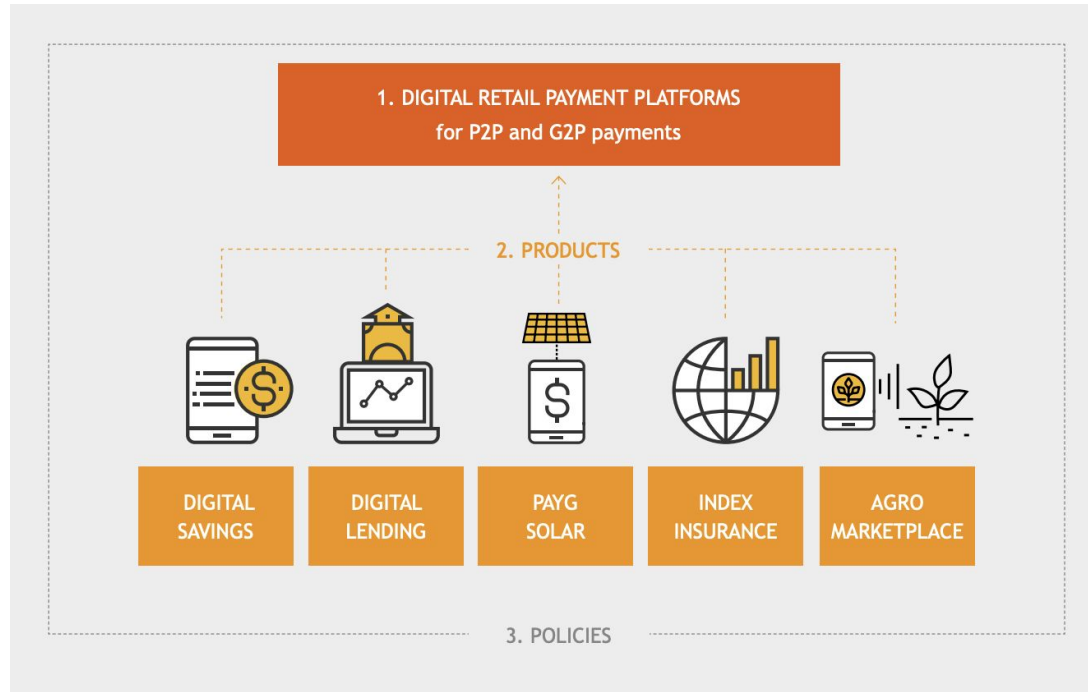 1. DIGITAL RETAIL PAYMENT PLATFORMS
for P2P and G2P payments
2. PRODUCTS
DIGITAL
SAVINGS
DIGITAL
LENDING
PAYG
SOLAR
INDEX
INSURANCE
AGRO
MARKETPLACE
3. POLICIES